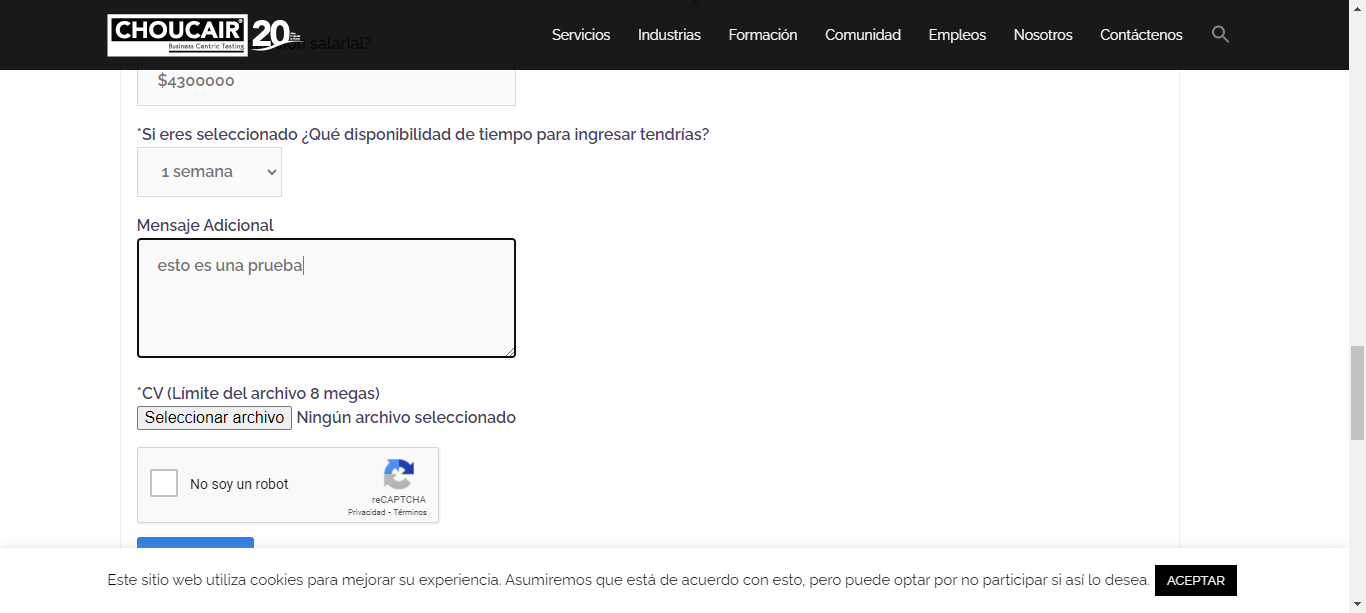 CHOUCAIR 20
Business Centric Testing
Servicios Industrias Formación Comunidad Empleos Nosotros Contáctenos
salarial?
$4300000
*Si eres seleccionado ¿Qué disponibilidad de tiempo para ingresar tendrías?
1 semana
Mensaje Adicional
esto es una prueba
*CV (Límite del archivo 8 megas)
Seleccionar archivo Ningún archivo seleccionado
No soy un robot
reCAPTCHA
Privacidad - Términos
Este sitio web utiliza cookies para mejorar su experiencia. Asumiremos que está de acuerdo con esto, pero puede optar por no participar si así lo desea. ACEPTAR